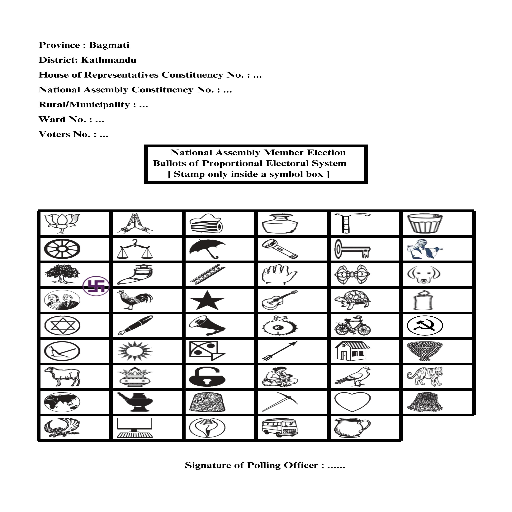 Province : Bagmati
District: Kathmandu
House of Representatives Constituency No. : ...
National Assembly Constituency No. : ...
Rural/Municipality : ...
Ward No. : ...
Voters No. : ...
National Assembly Member Election
Ballots of Proportional Electoral System
[ Stamp only inside a symbol box ]
Signature of Polling Officer : ......